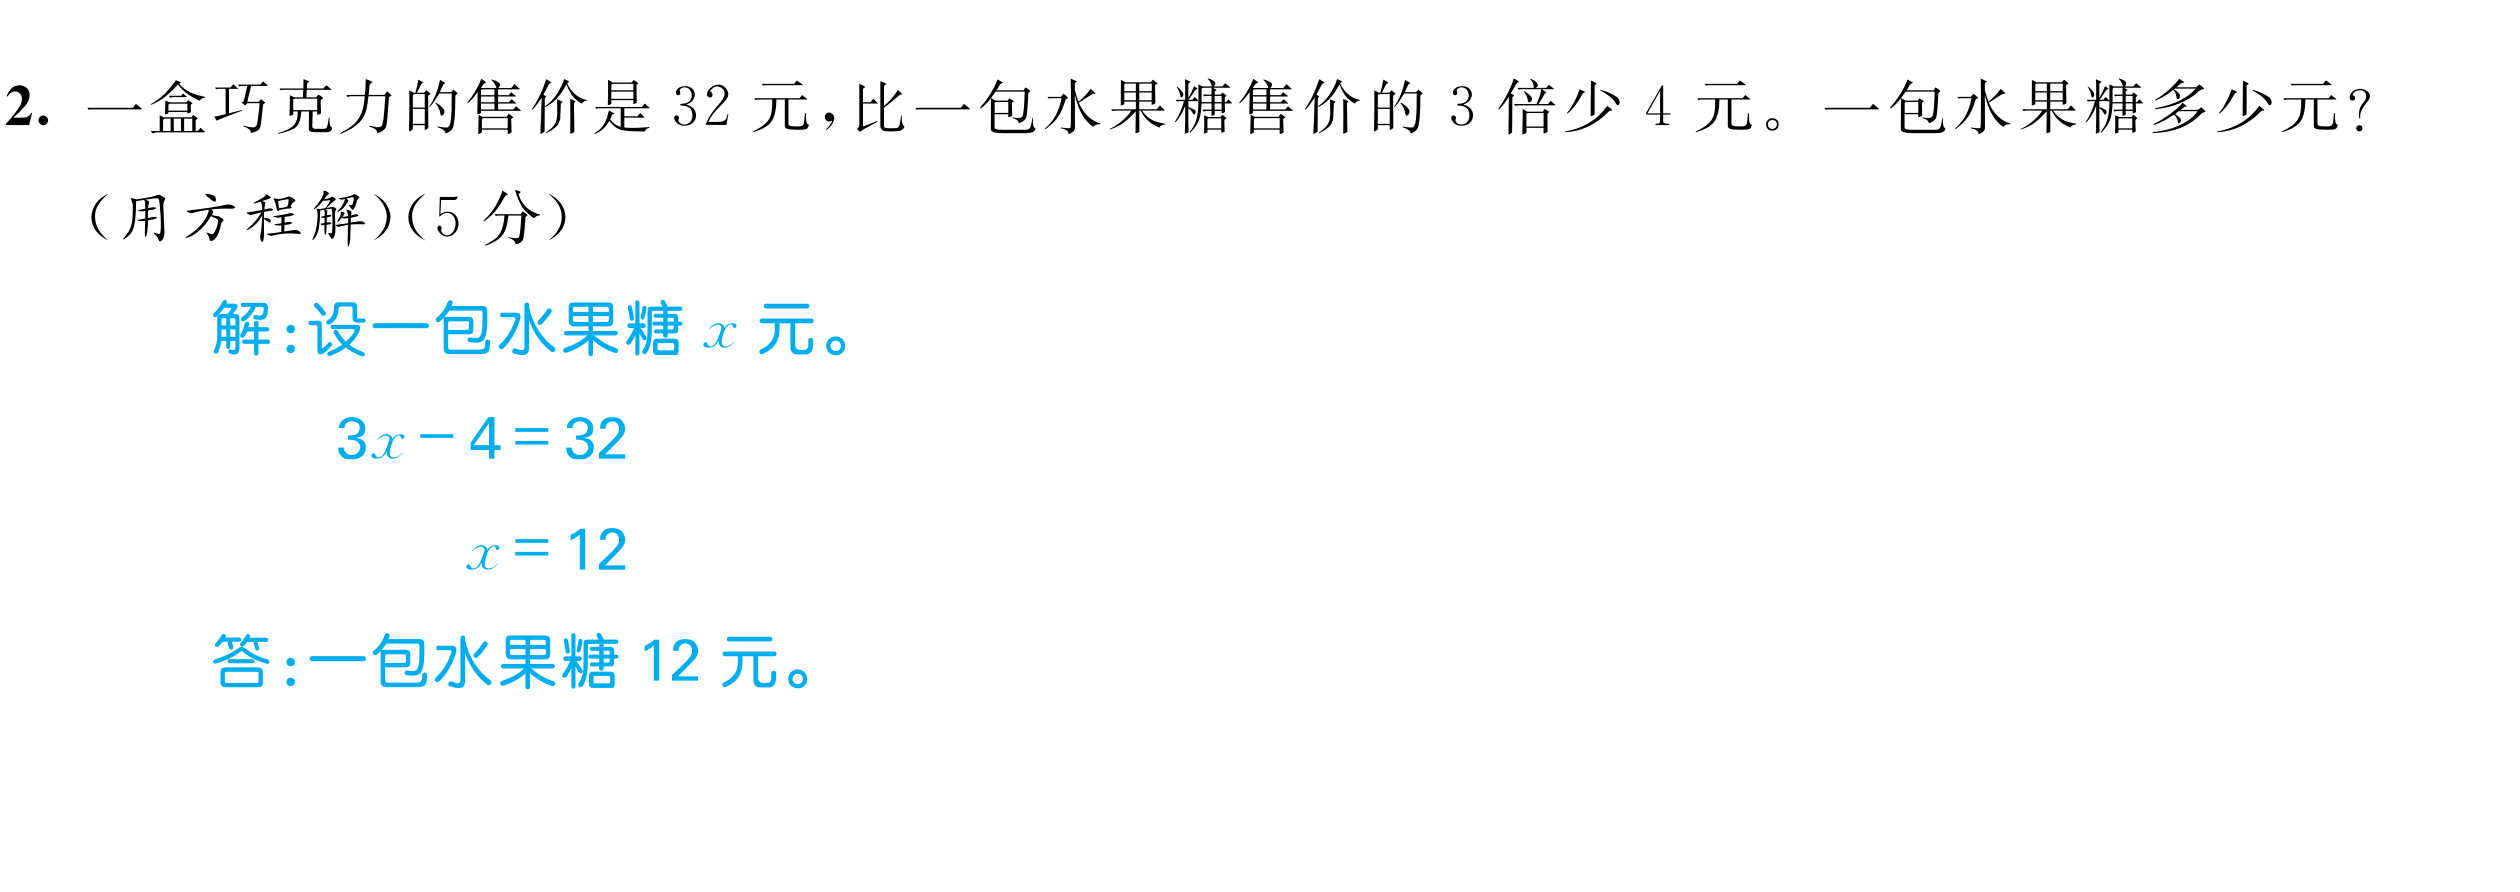 2. 一盒巧克力的售价是32元，比一包水果糖售价的3倍少4元。一包水果糖多少元?
（用方程解）(5 分)
解：设一包水果糖 x 元。
3x－4＝32
x＝12
答：一包水果糖 12 元。